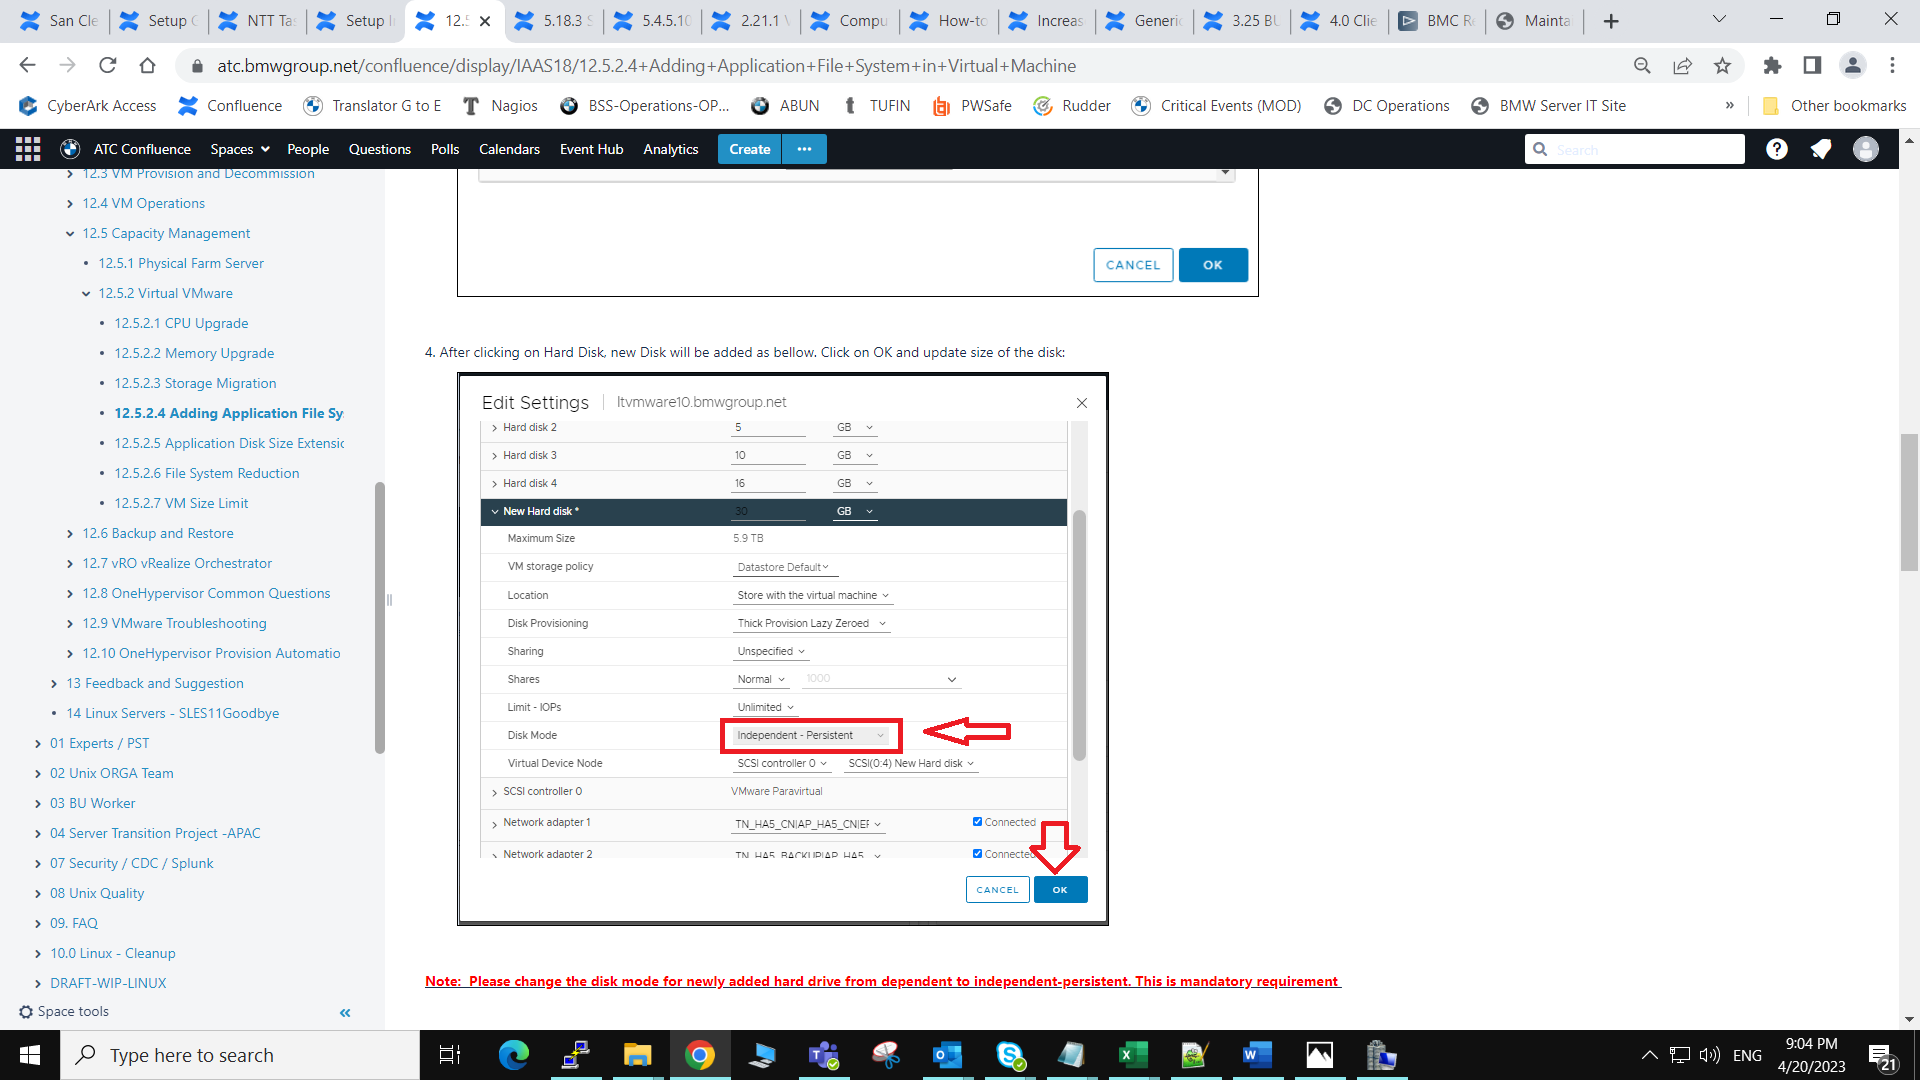 San Cle
Setup C
NTT Tas
Setup In
12.5
5.18.3 S
5.4.5.10
2.21.1 V
Compu
How-to
Increas
Generic
3.25 BU
4.0 Clie
BMC Re
Mainta
atc.bmwgroup.net/confluence/display/IAAS18/12.5.2.4+Adding+Application+File+System+in+Virtual+Machine
CyberArk Access
Confluence
Translator G to E
Nagios
BSS-Operations-OP...
ABUN
TUFIN
PWSafe
Rudder
Critical Events (MOD)
DC Operations
BMW Server IT Site
»
Other bookmarks
ATC Confluence
Spaces
People
Questions
Polls
Calendars
Event Hub
Analytics
Create
Search
12.3 VM Provision and Decommission
12.4 VM Operations
12.5 Capacity Management
12.5.1 Physical Farm Server
12.5.2 Virtual VMware
12.5.2.1 CPU Upgrade
12.5.2.2 Memory Upgrade
12.5.2.3 Storage Migration
12.5.2.4 Adding Application File Sy
12.5.2.5 Application Disk Size Extensic
12.5.2.6 File System Reduction
12.5.2.7 VM Size Limit
12.6 Backup and Restore
12.7 vRO vRealize Orchestrator
12.8 OneHypervisor Common Questions
12.9 VMware Troubleshooting
12.10 OneHypervisor Provision Automatio
13 Feedback and Suggestion
14 Linux Servers - SLES11Goodbye
01 Experts / PST
02 Unix ORGA Team
03 BU Worker
04 Server Transition Project -APAC
07 Security / CDC / Splunk
08 Unix Quality
09. FAQ
10.0 Linux - Cleanup
DRAFT-WIP-LINUX
Space tools
CANCEL OK
4. After clicking on Hard Disk, new Disk will be added as bellow. Click on OK and update size of the disk:
Edit Settings | ltvmware10.bmwgroup.net
Hard disk 2 5 GB
Hard disk 3 10 GB
Hard disk 4 16 GB
New Hard disk * 30 GB
Maximum Size 5.9 TB
VM storage policy Datastore Default
Location Store with the virtual machine
Disk Provisioning Thick Provision Lazy Zeroed
Sharing Unspecified
Shares Normal 1000
Limit - IOPs Unlimited
Disk Mode Independent - Persistent
Virtual Device Node SCSI controller 0 SCSI(0:4) New Hard disk
SCSI controller 0 VMware Paravirtual
Network adapter 1 TN_HA5_CN|AP_HA5_CN|EF Connected
Network adapter 2 TN_HA5_BACKUP|AP_HA5_ Connected
CANCEL OK
Note: Please change the disk mode for newly added hard drive from dependent to independent-persistent. This is mandatory requirement
Type here to search
ENG
9:04 PM
4/20/2023
21